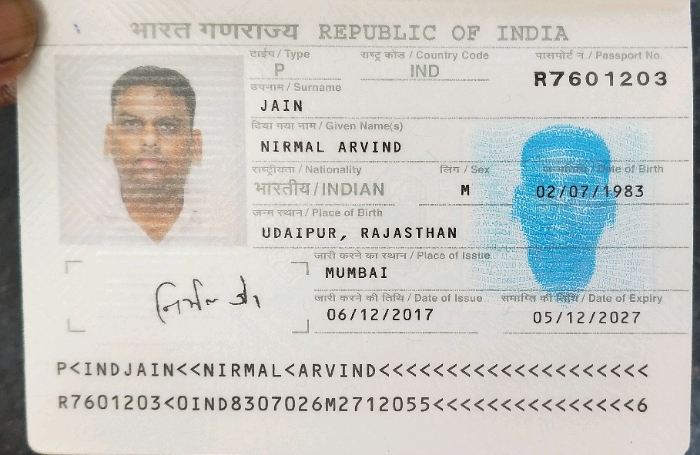 भारत गणराज्य REPUBLIC OF INDIA
टाईप / Type राष्ट्र कोड / Country Code पासपोर्ट न. / Passport No.
P IND R7601203
उपनाम / Surname
JAIN
दिया गया नाम / Given Name(s)
NIRMAL ARVIND
राष्ट्रीयता / Nationality लिंग / Sex जन्मतिथि / Date of Birth
भारतीय / INDIAN M 02/07/1983
जन्म स्थान / Place of Birth
UDAIPUR, RAJASTHAN
जारी करने का स्थान / Place of Issue
MUMBAI
जारी करने की तिथि / Date of Issue समाप्ति की तिथि / Date of Expiry
06/12/2017 05/12/2027
निर्मल जैन
P<INDJAIN<<NIRMAL<ARVIND<<<<<<<<<<<<<<<<<<<<
R7601203<0IND8307026M2712055<<<<<<<<<<<<<<<6